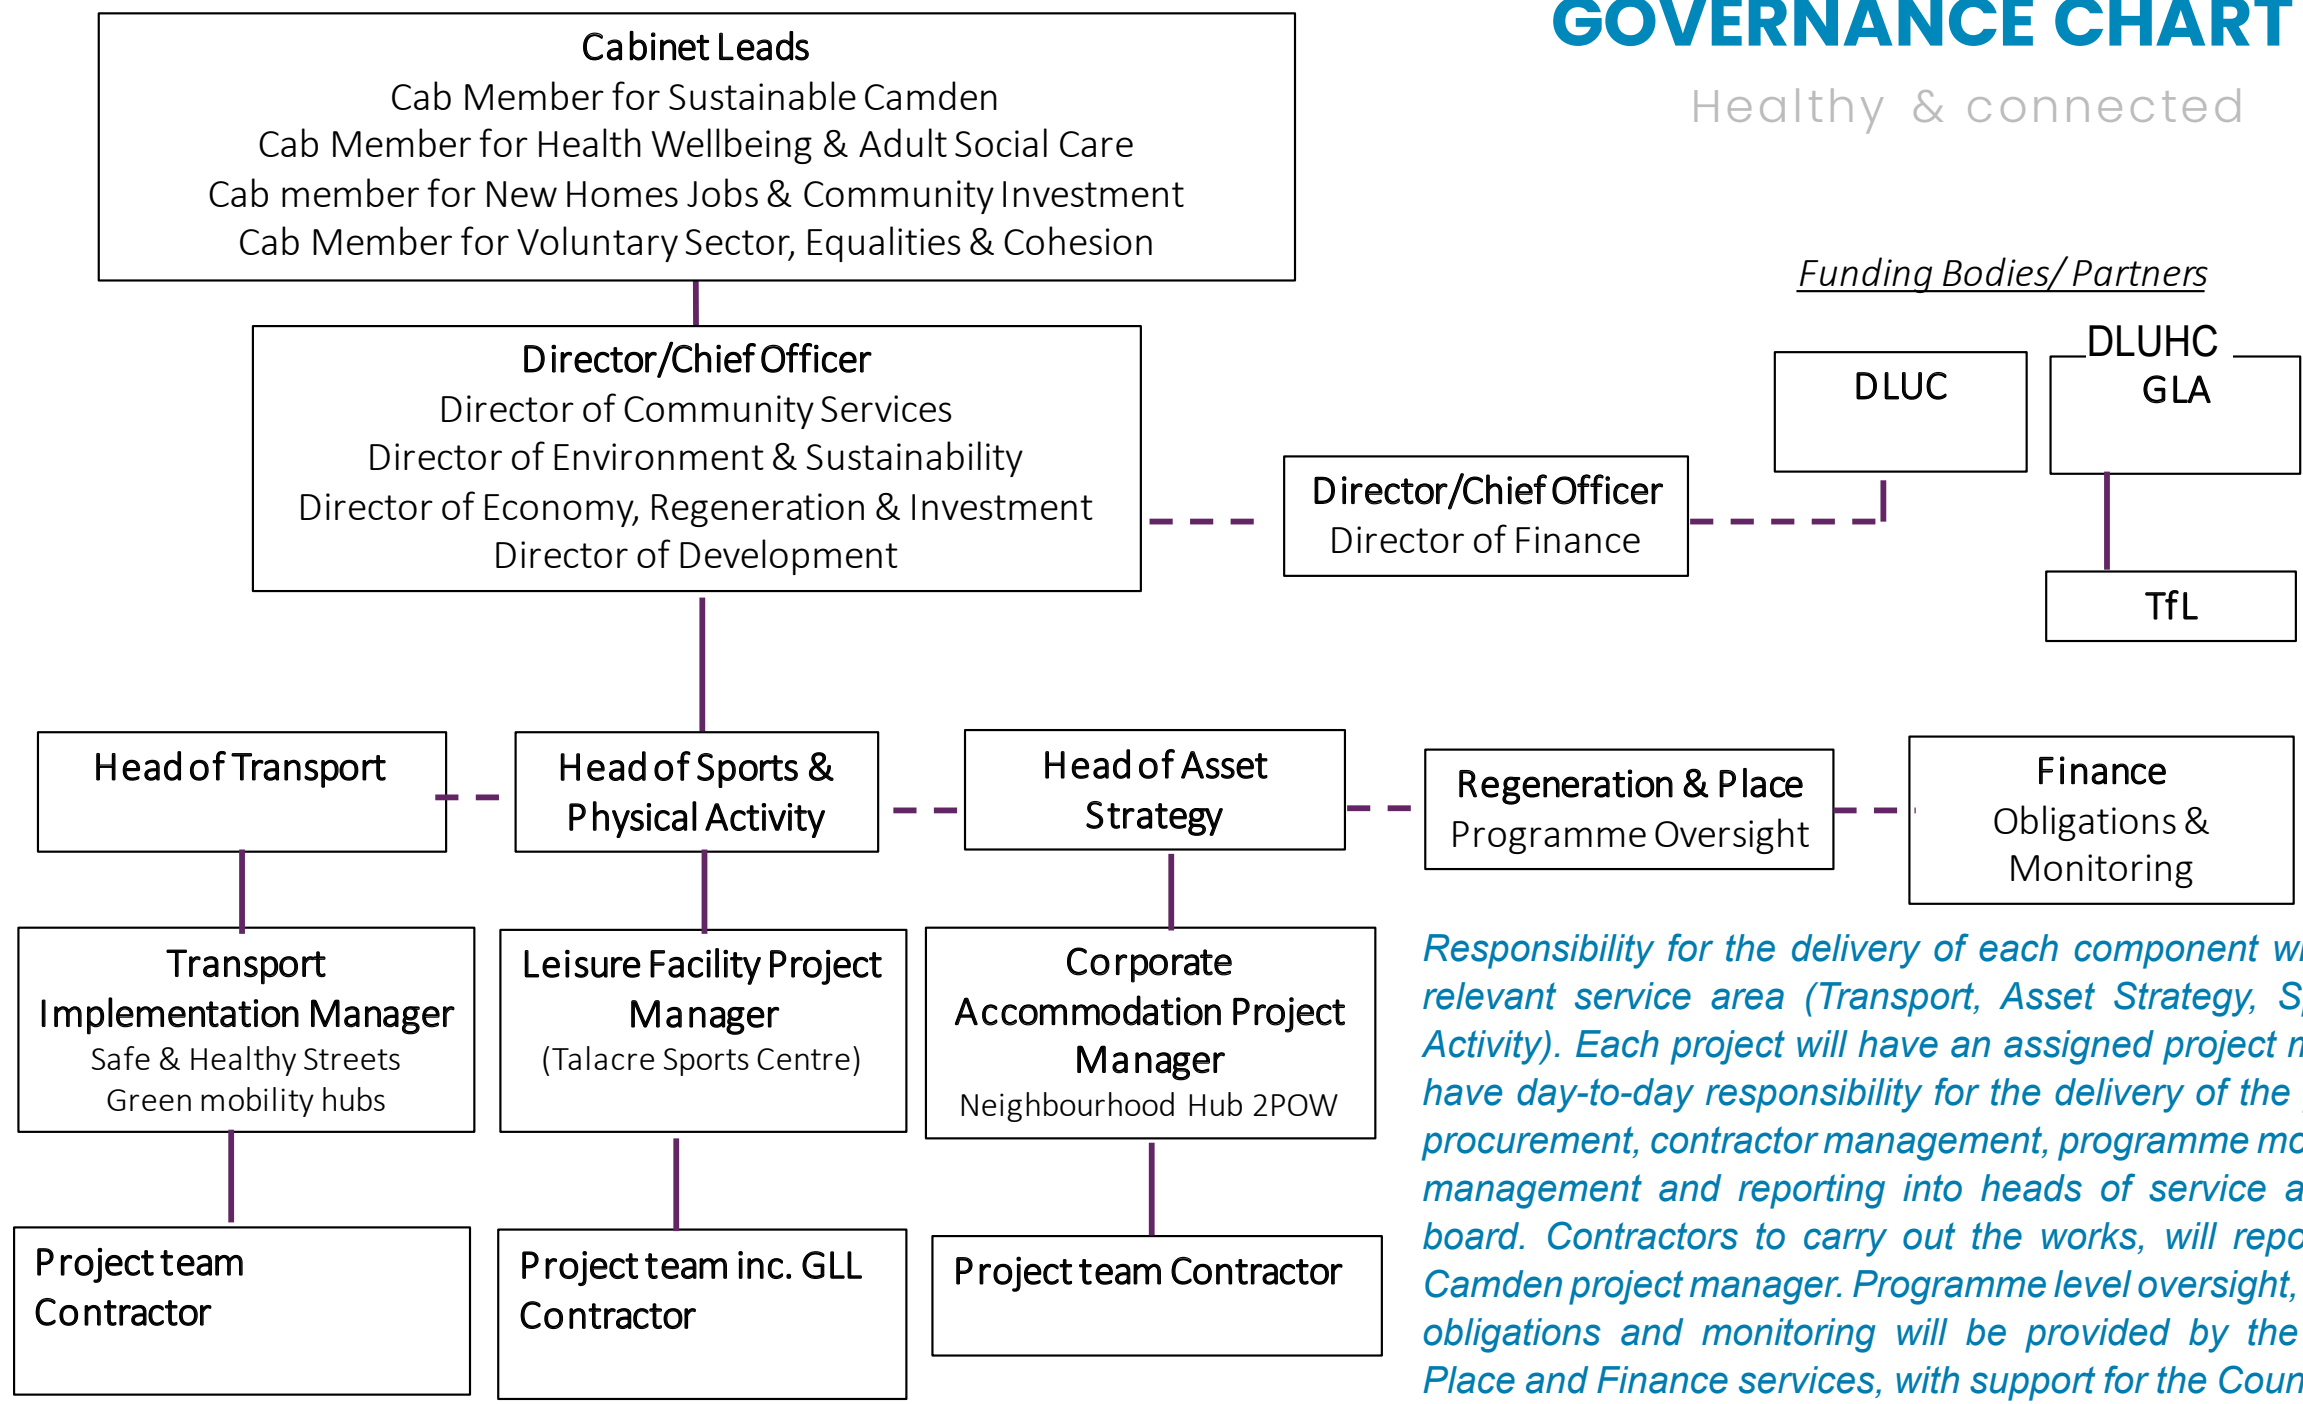 GOVERNANCE CHART
Healthy & connected
Cabinet Leads
Cab Member for Sustainable Camden
Cab Member for Health Wellbeing & Adult Social Care
Cab member for New Homes Jobs & Community Investment
Cab Member for Voluntary Sector, Equalities & Cohesion
Director/Chief Officer
Director of Community Services
Director of Environment & Sustainability
Director of Economy, Regeneration & Investment
Director of Development
Director/Chief Officer
Director of Finance
Funding Bodies/ Partners
DLUC
DLUHC
GLA
TfL
Head of Transport
Head of Sports &
Physical Activity
Head of Asset
Strategy
Regeneration & Place
Programme Oversight
Finance
Obligations &
Monitoring
Transport
Implementation Manager
Safe & Healthy Streets
Green mobility hubs
Leisure Facility Project
Manager
(Talacre Sports Centre)
Corporate
Accommodation Project
Manager
Neighbourhood Hub 2POW
Project team
Contractor
Project team inc. GLL
Contractor
Project team Contractor
Responsibility for the delivery of each component
relevant service area (Transport, Asset Strategy,
Activity). Each project will have an assigned project
have day-to-day responsibility for the delivery of the
procurement, contractor management, programme
management and reporting into heads of service
board. Contractors to carry out the works, will
Camden project manager. Programme level oversight,
obligations and monitoring will be provided by the
Place and Finance services, with support for the